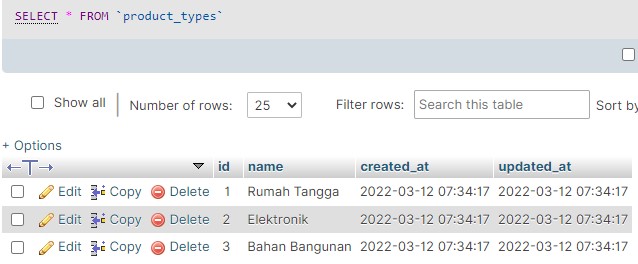 SELECT * FROM `product_types`
Show all Number of rows: 25 Filter rows: Search this table Sort by
+ Options
←T→ id name created_at updated_at
Edit Copy Delete 1 Rumah Tangga 2022-03-12 07:34:17 2022-03-12 07:34:17
Edit Copy Delete 2 Elektronik 2022-03-12 07:34:17 2022-03-12 07:34:17
Edit Copy Delete 3 Bahan Bangunan 2022-03-12 07:34:17 2022-03-12 07:34:17